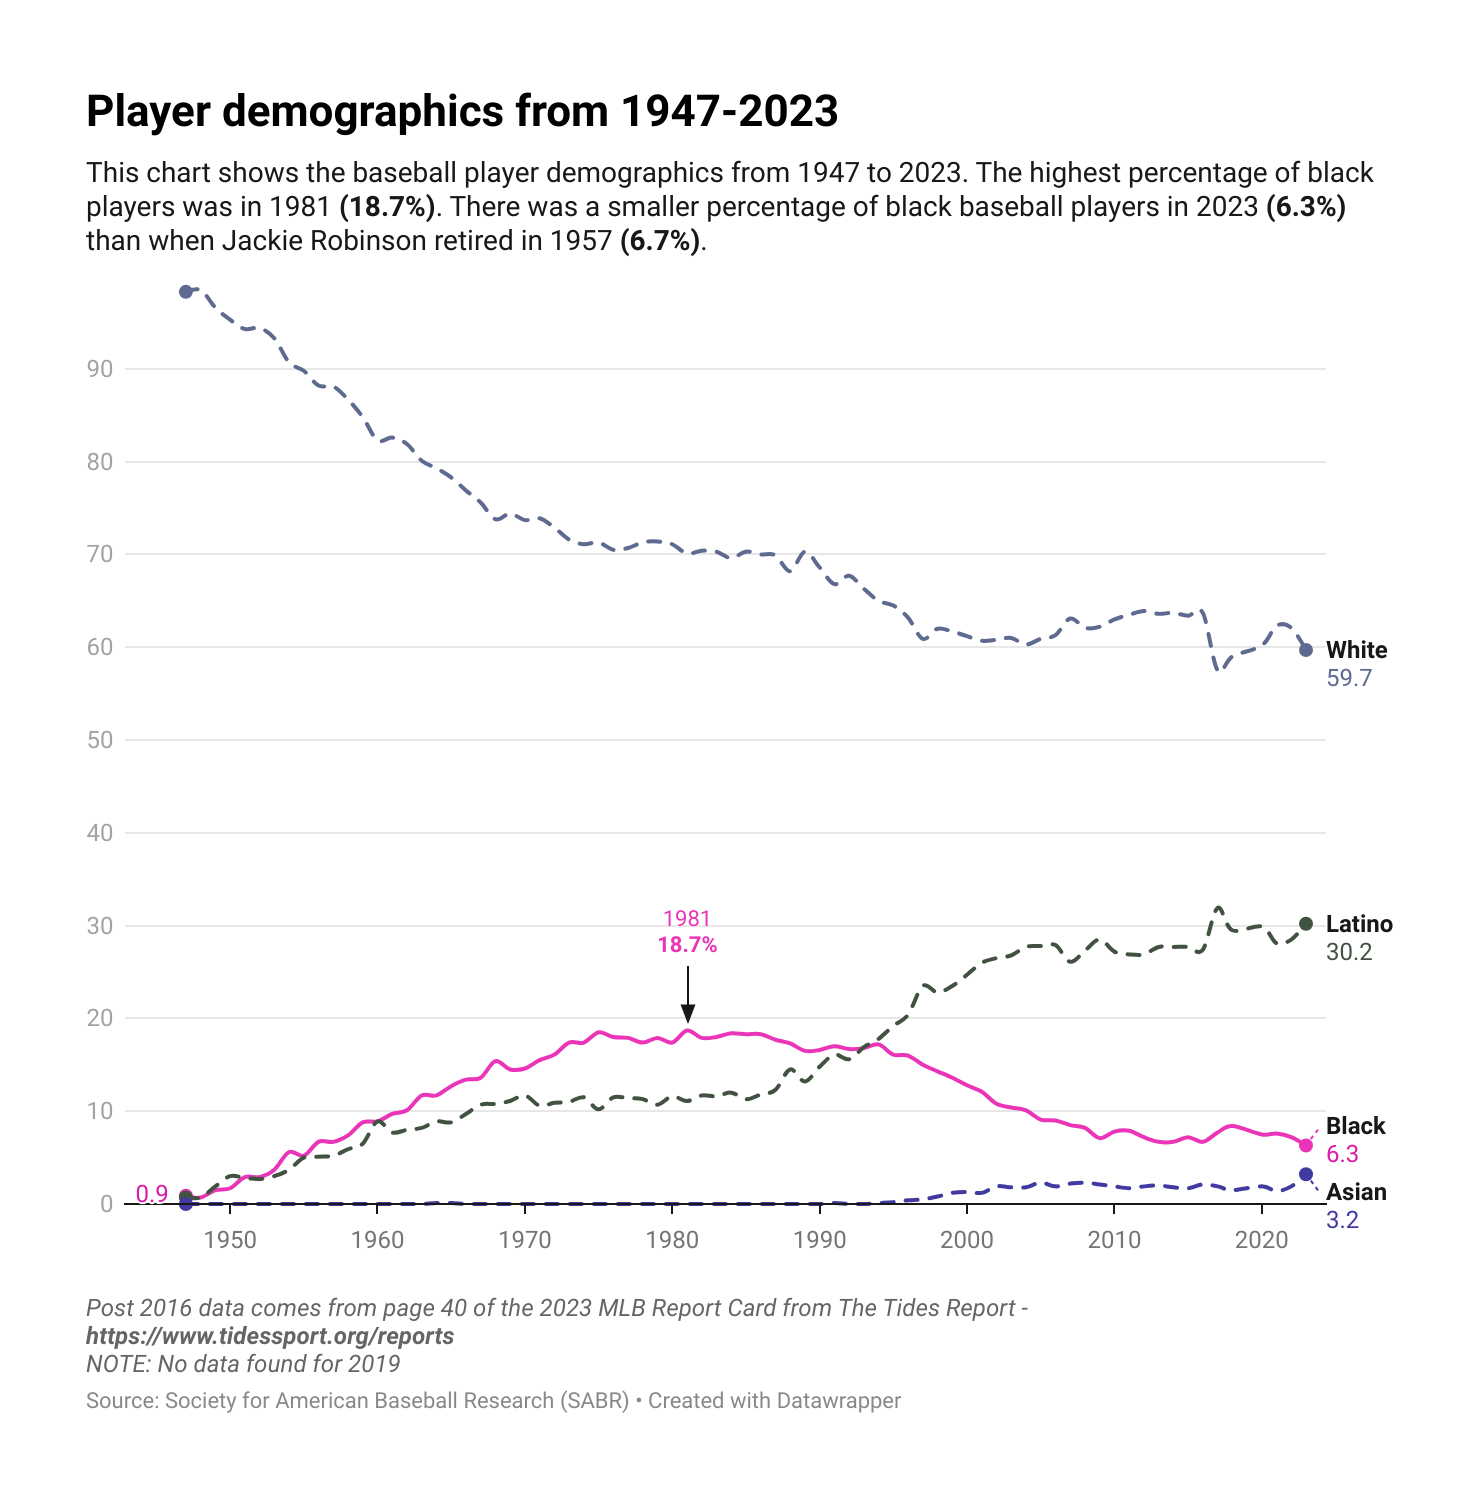 Player demographics from 1947-2023
This chart shows the baseball player demographics from 1947 to 2023. The highest percentage of black
players was in 1981 (18.7%). There was a smaller percentage of black baseball players in 2023 (6.3%)
than when Jackie Robinson retired in 1957 (6.7%).
90
80
70
60
White
59.7
50
40
30
1981
18.7%
Latino
30.2
20
10
Black
6.3
0.9
0
Asian
3.2
1950 1960 1970 1980 1990 2000 2010 2020
Post 2016 data comes from page 40 of the 2023 MLB Report Card from The Tides Report -
https://www.tidessport.org/reports
NOTE: No data found for 2019
Source: Society for American Baseball Research (SABR) • Created with Datawrapper